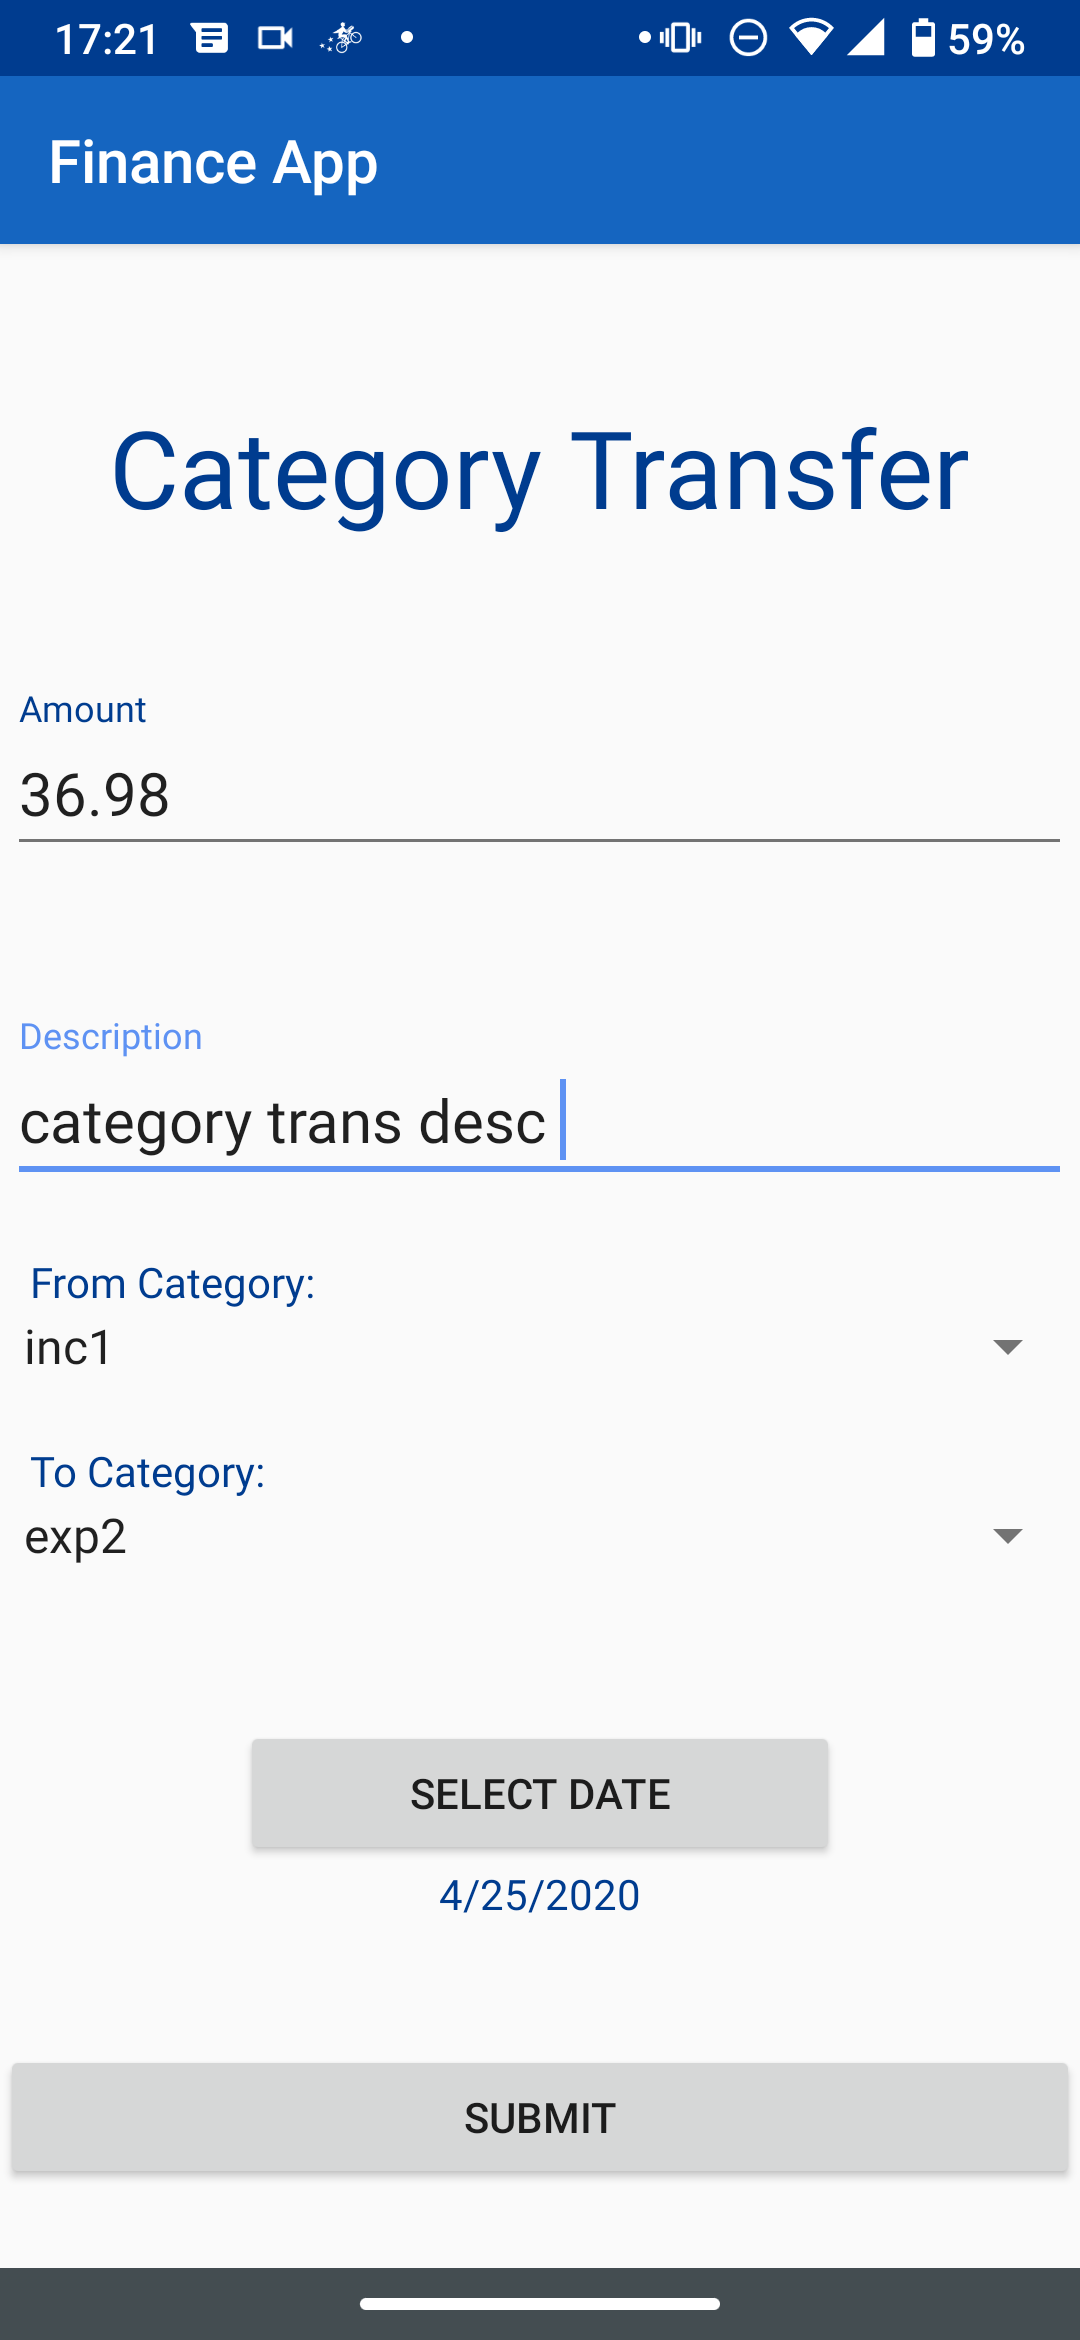 17:21 59%
Finance App
Category Transfer
Amount
36.98
Description
category trans desc
From Category:
inc1
To Category:
exp2
SELECT DATE
4/25/2020
SUBMIT